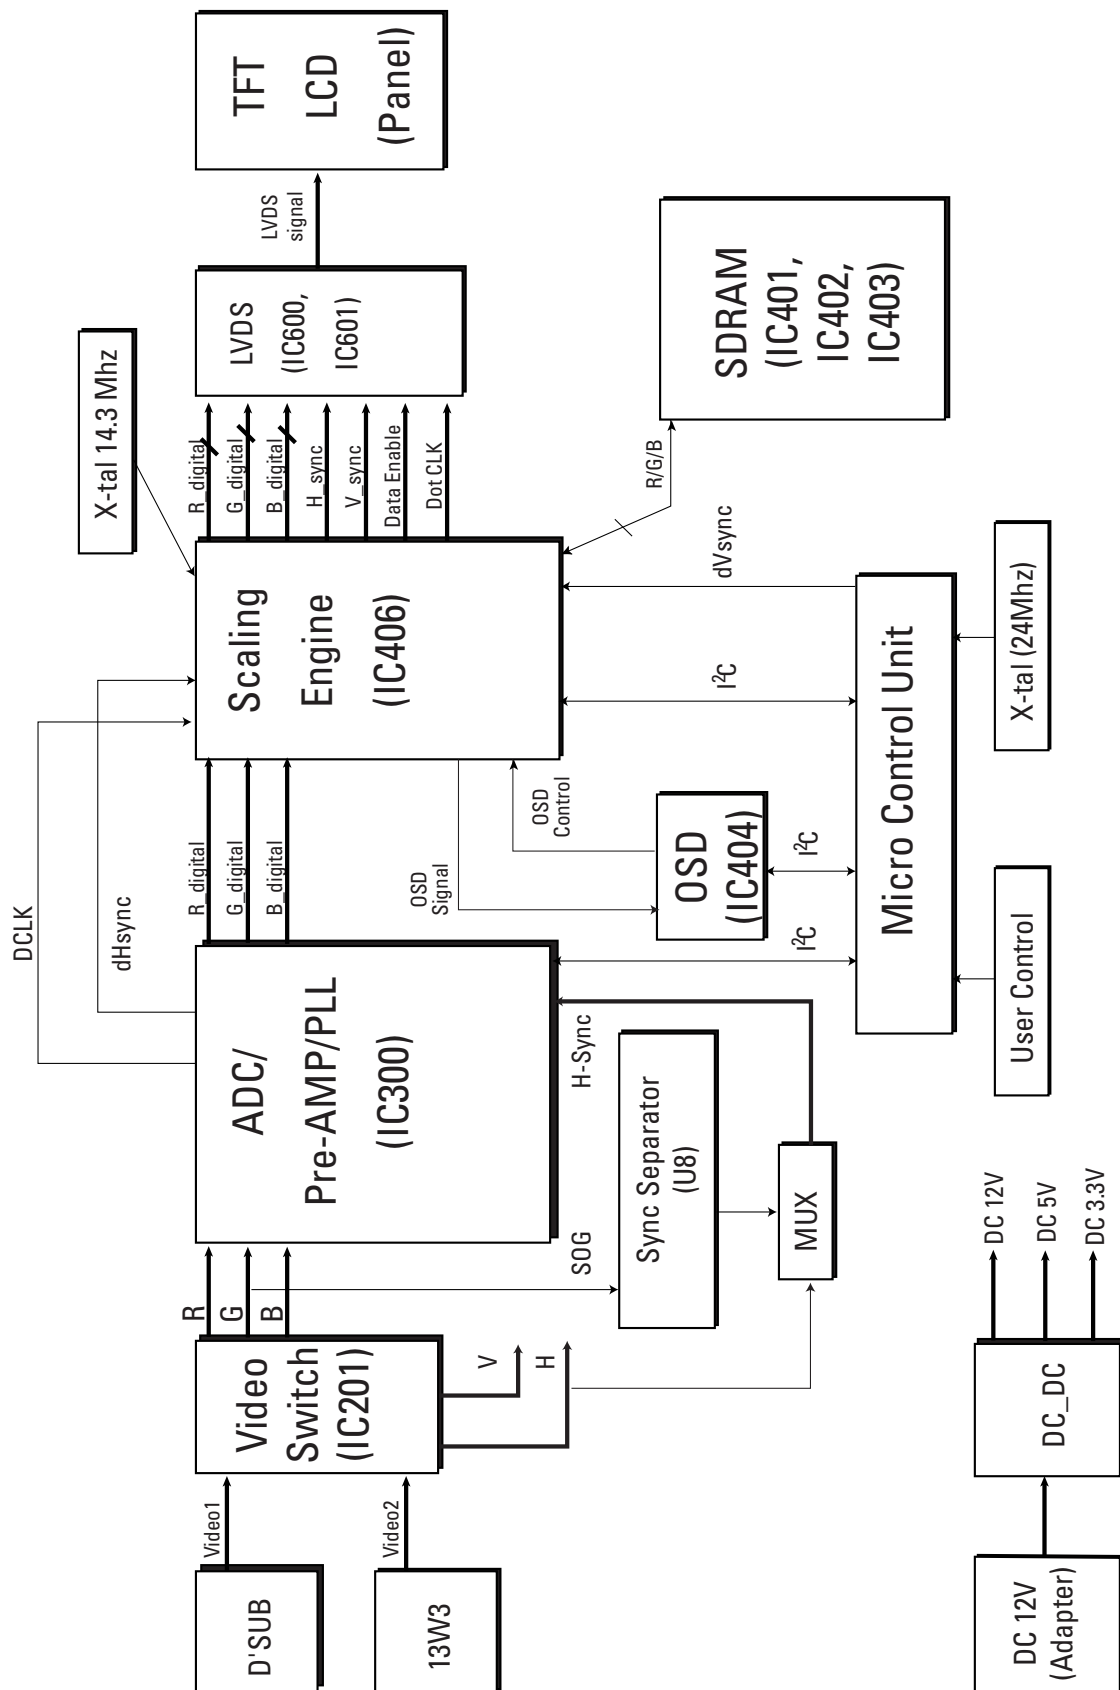 D'SUB
13W3
Video1
Video2
Video
Switch
(IC201)
R
G
B
V
H
SOG
ADC/
Pre-AMP/PLL
(IC300)
H-Sync
Sync Separator
(U8)
MUX
DCLK
dHsync
R_digital
G_digital
B_digital
OSD
Signal
OSD
Control
OSD
(IC404)
I²C
I²C
I²C
Scaling
Engine
(IC406)
dVsync
Micro Control Unit
User Control
X-tal (24Mhz)
X-tal 14.3 Mhz
R_digital
G_digital
B_digital
H_sync
V_sync
Data Enable
Dot CLK
R/G/B
SDRAM
(IC401,
IC402,
IC403)
LVDS
(IC600,
IC601)
LVDS
signal
TFT
LCD
(Panel)
DC 12V
(Adapter)
DC_DC
DC 12V
DC 5V
DC 3.3V